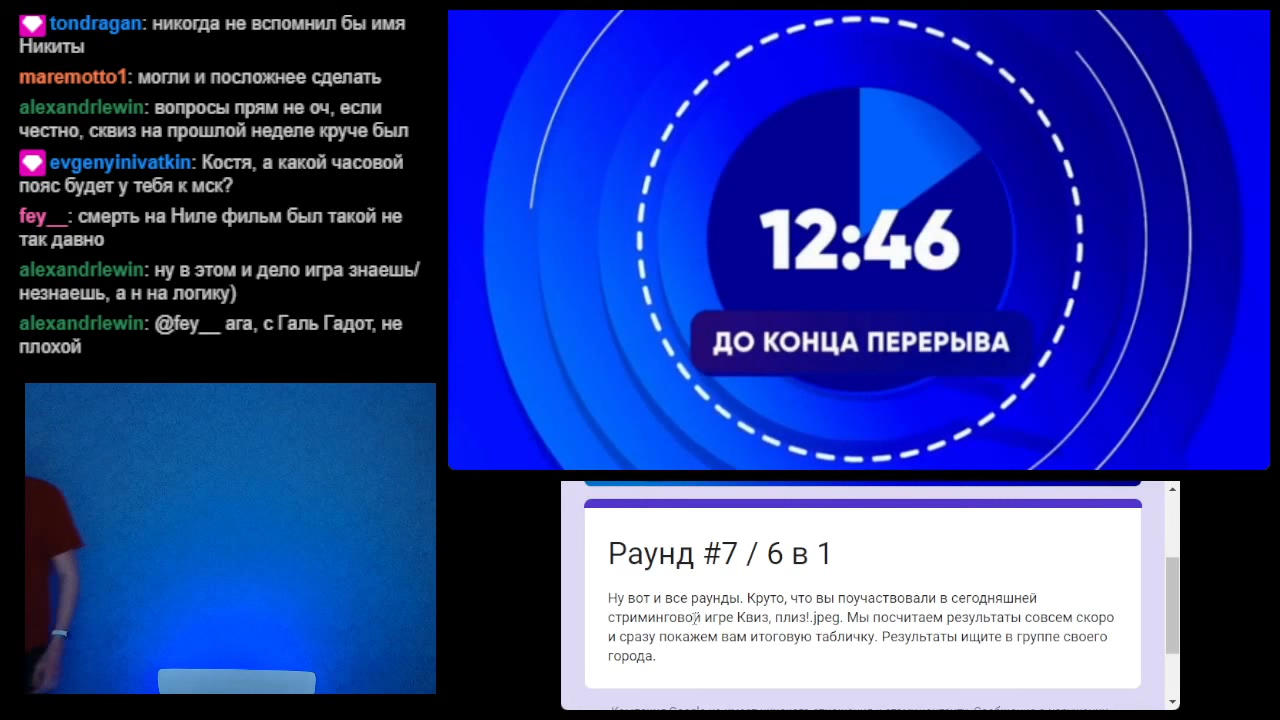 tondragan: никогда не вспомнил бы имя
Никиты
maremotto1: могли и посложнее сделать
alexandrlewin: вопросы прям не оч, если
честно, сквиз на прошлой неделе круче был
evgenyinivatkin: Костя, а какой часовой
пояс будет у тебя к мск?
fey__: смерть на Ниле фильм был такой не
так давно
alexandrlewin: ну в этом и дело игра знаешь/
незнаешь, а н на логику)
alexandrlewin: @fey__ ага, с Галь Гадот, не
плохой
12:46
ДО КОНЦА ПЕРЕРЫВА
Раунд #7 / 6 в 1
Ну вот и все раунды. Круто, что вы поучаствовали в сегодняшней
стриминговой игре Квиз, плиз!.jpeg. Мы посчитаем результаты совсем скоро
и сразу покажем вам итоговую табличку. Результаты ищите в группе своего
города.